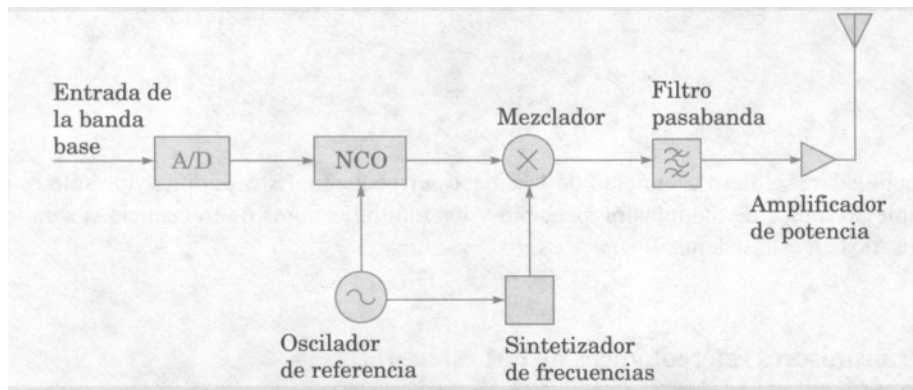 Entrada de
la banda
base
A/D
NCO
Mezclador
Filtro
pasabanda
Amplificador
de potencia
Oscilador
de referencia
Sintetizador
de frecuencias